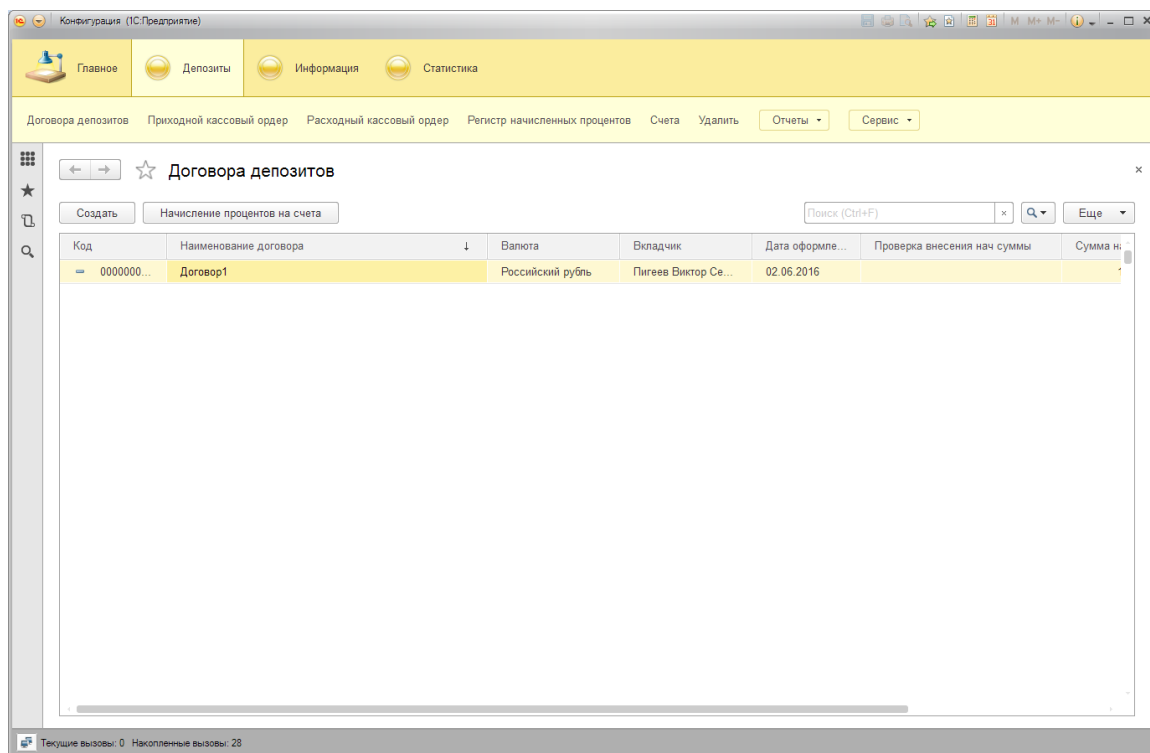 Конфигурация (1С:Предприятие)
M M+ M-
Главное Депозиты Информация Статистика
Договора депозитов Приходной кассовый ордер Расходный кассовый ордер Регистр начисленных процентов Счета Удалить Отчеты Сервис
Договора депозитов
Создать Начисление процентов на счета Поиск (Ctrl+F) × Еще
Код Наименование договора ↓ Валюта Вкладчик Дата оформле... Проверка внесения нач суммы Сумма на
0000000... Договор1 Российский рубль Пигеев Виктор Се... 02.06.2016 1
Текущие вызовы: 0 Накопленные вызовы: 28